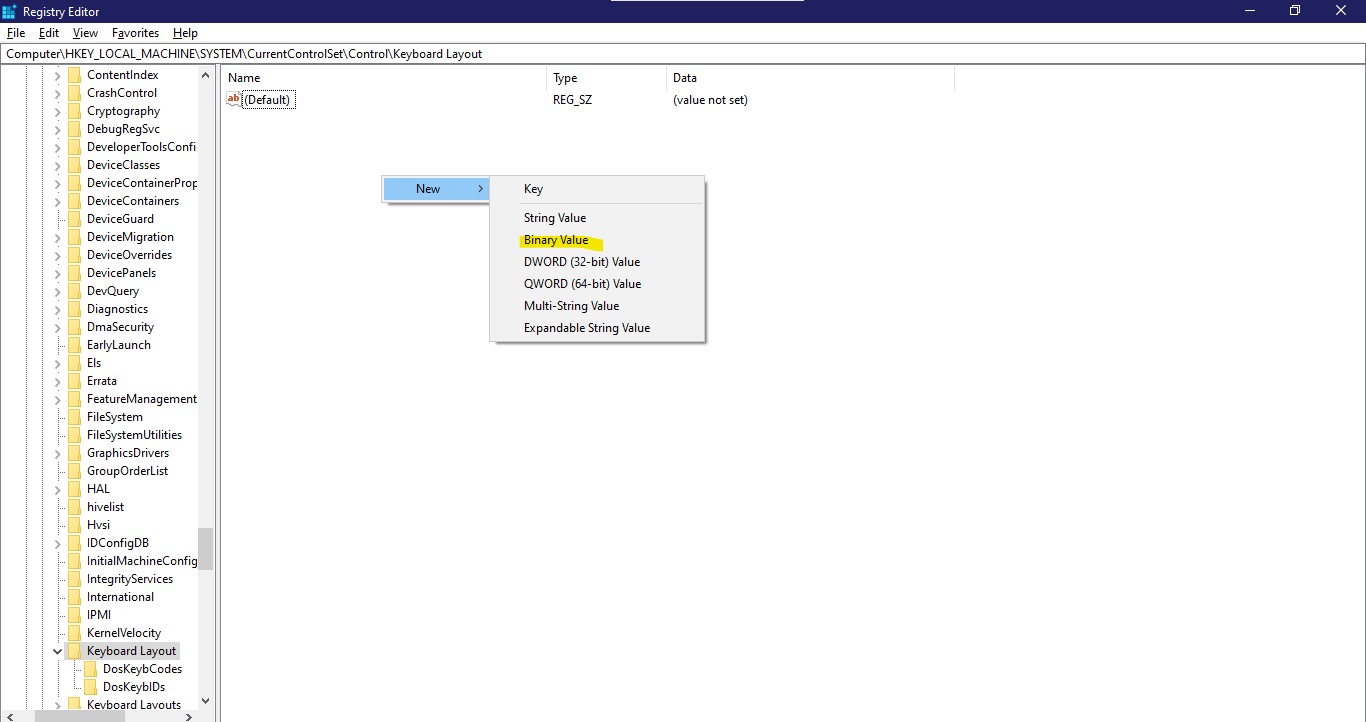 Registry Editor
File Edit View Favorites Help
Computer\HKEY_LOCAL_MACHINE\SYSTEM\CurrentControlSet\Control\Keyboard Layout
ContentIndex
CrashControl
Cryptography
DebugRegSvc
DeveloperToolsConfi
DeviceClasses
DeviceContainerProp
DeviceContainers
DeviceGuard
DeviceMigration
DeviceOverrides
DevicePanels
DevQuery
Diagnostics
DmaSecurity
EarlyLaunch
Els
Errata
FeatureManagement
FileSystem
FileSystemUtilities
GraphicsDrivers
GroupOrderList
HAL
hivelist
Hvsi
IDConfigDB
InitialMachineConfig
IntegrityServices
International
IPMI
KernelVelocity
Keyboard Layout
DosKeybCodes
DosKeybIDs
Keyboard Layouts
Name Type Data
ab (Default) REG_SZ (value not set)
New
Key
String Value
Binary Value
DWORD (32-bit) Value
QWORD (64-bit) Value
Multi-String Value
Expandable String Value